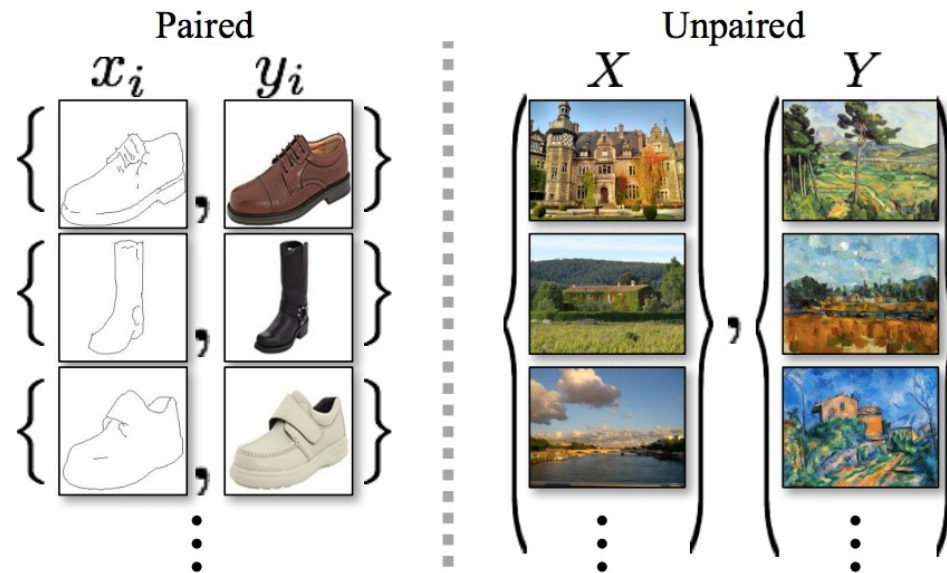 Paired
Unpaired
x_i
y_i
X
Y
{ , }
{ , }
{ , }
⋮
( , )
⋮
⋮